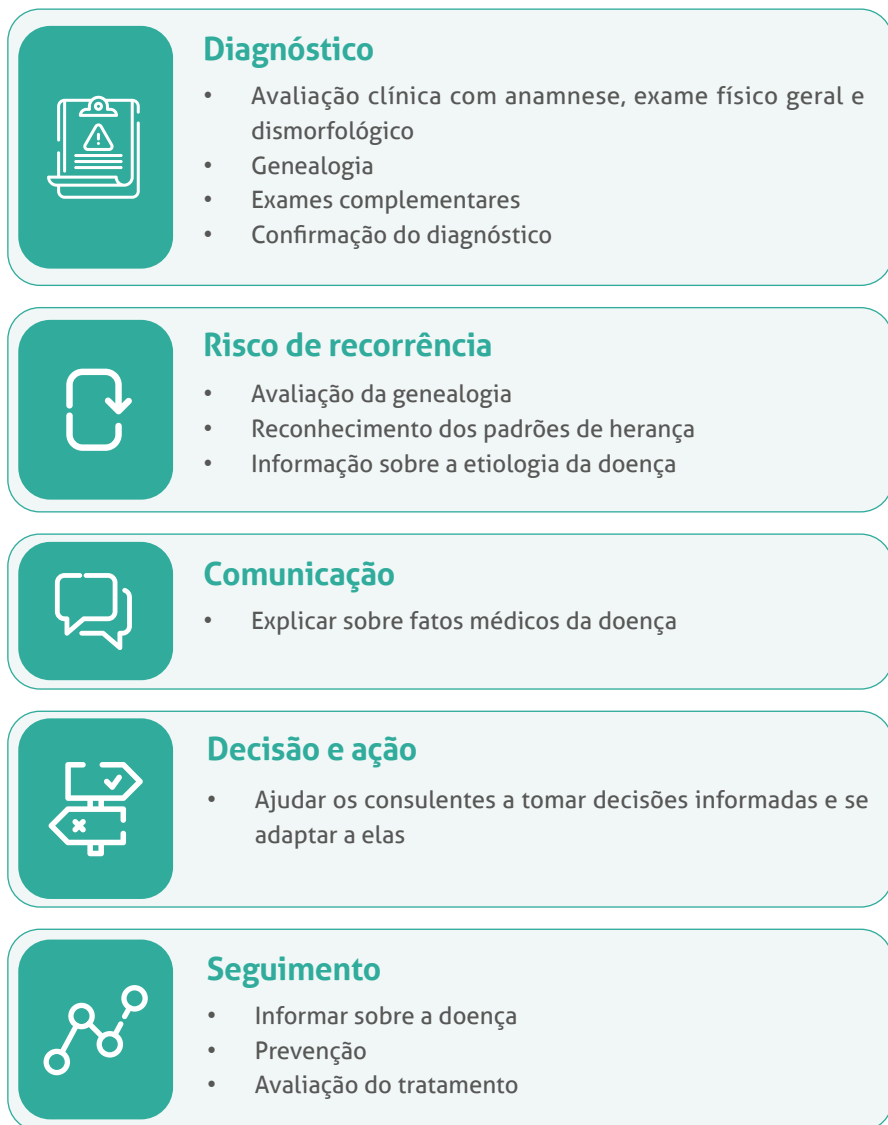 Diagnóstico
• Avaliação clínica com anamnese, exame físico geral e
dismorfológico
• Genealogia
• Exames complementares
• Confirmação do diagnóstico
Risco de recorrência
• Avaliação da genealogia
• Reconhecimento dos padrões de herança
• Informação sobre a etiologia da doença
Comunicação
• Explicar sobre fatos médicos da doença
Decisão e ação
• Ajudar os consulentes a tomar decisões informadas e se
adaptar a elas
Seguimento
• Informar sobre a doença
• Prevenção
• Avaliação do tratamento